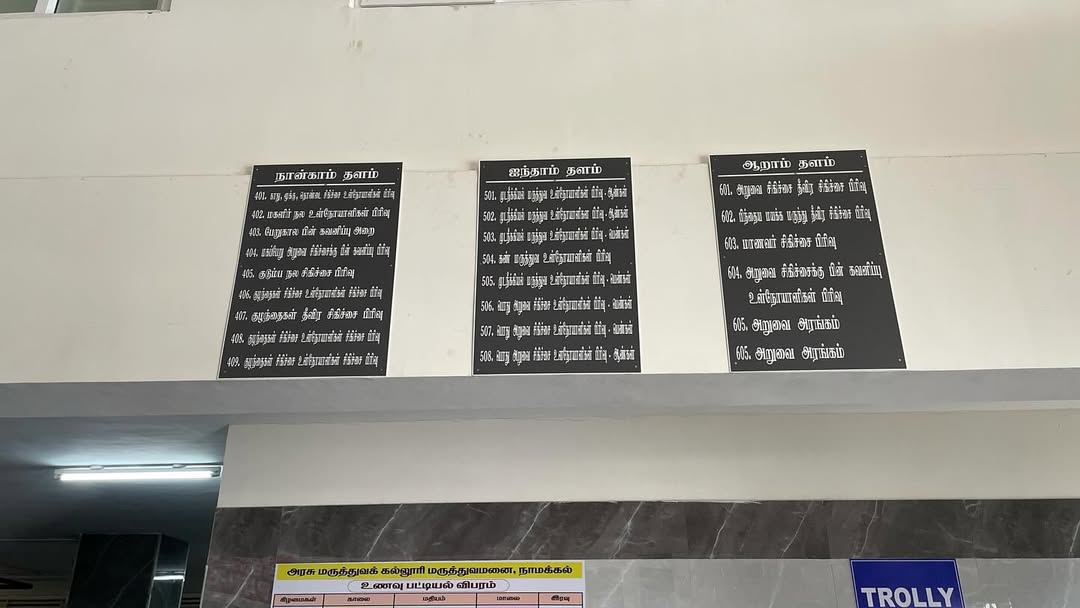 நான்காம் தளம்
401. காது, மூக்கு, தொண்டை சிகிச்சை உள்நோயாளிகள் பிரிவு
402. மகளிர் நல உள்நோயாளிகள் பிரிவு
403. பேறுகால பின் கவனிப்பு அறை
404. மகப்பேறு அறுவை சிகிச்சைக்கு பின் கவனிப்பு பிரிவு
405. குடும்ப நல சிகிச்சை பிரிவு
406. குழந்தைகள் சிகிச்சை உள்நோயாளிகள் சிகிச்சை பிரிவு
407. குழந்தைகள் தீவிர சிகிச்சை பிரிவு
408. குழந்தைகள் சிகிச்சை உள்நோயாளிகள் சிகிச்சை பிரிவு
409. குழந்தைகள் சிகிச்சை உள்நோயாளிகள் சிகிச்சை பிரிவு
ஐந்தாம் தளம்
501. முடநீக்கியல் மருத்துவ உள்நோயாளிகள் பிரிவு - ஆண்கள்
502. முடநீக்கியல் மருத்துவ உள்நோயாளிகள் பிரிவு - ஆண்கள்
503. முடநீக்கியல் மருத்துவ உள்நோயாளிகள் பிரிவு - பெண்கள்
504. கண் மருத்துவ உள்நோயாளிகள் பிரிவு
505. முடநீக்கியல் மருத்துவ உள்நோயாளிகள் பிரிவு - பெண்கள்
506. பொது அறுவை சிகிச்சை உள்நோயாளிகள் பிரிவு - பெண்கள்
507. பொது அறுவை சிகிச்சை உள்நோயாளிகள் பிரிவு - பெண்கள்
508. பொது அறுவை சிகிச்சை உள்நோயாளிகள் பிரிவு - ஆண்கள்
ஆறாம் தளம்
601. அறுவை சிகிச்சை தீவிர சிகிச்சை பிரிவு
602. பிந்தைய மயக்க மருந்து தீவிர சிகிச்சை பிரிவு
603. மாணவர் சிகிச்சை பிரிவு
604. அறுவை சிகிச்சைக்கு பின் கவனிப்பு
உள்நோயாளிகள் பிரிவு
605. அறுவை அரங்கம்
605. அறுவை அரங்கம்
அரசு மருத்துவக் கல்லூரி மருத்துவமனை, நாமக்கல்
உணவு பட்டியல் விபரம்
கிழமைகள் காலை மதியம் மாலை இரவு
TROLLY